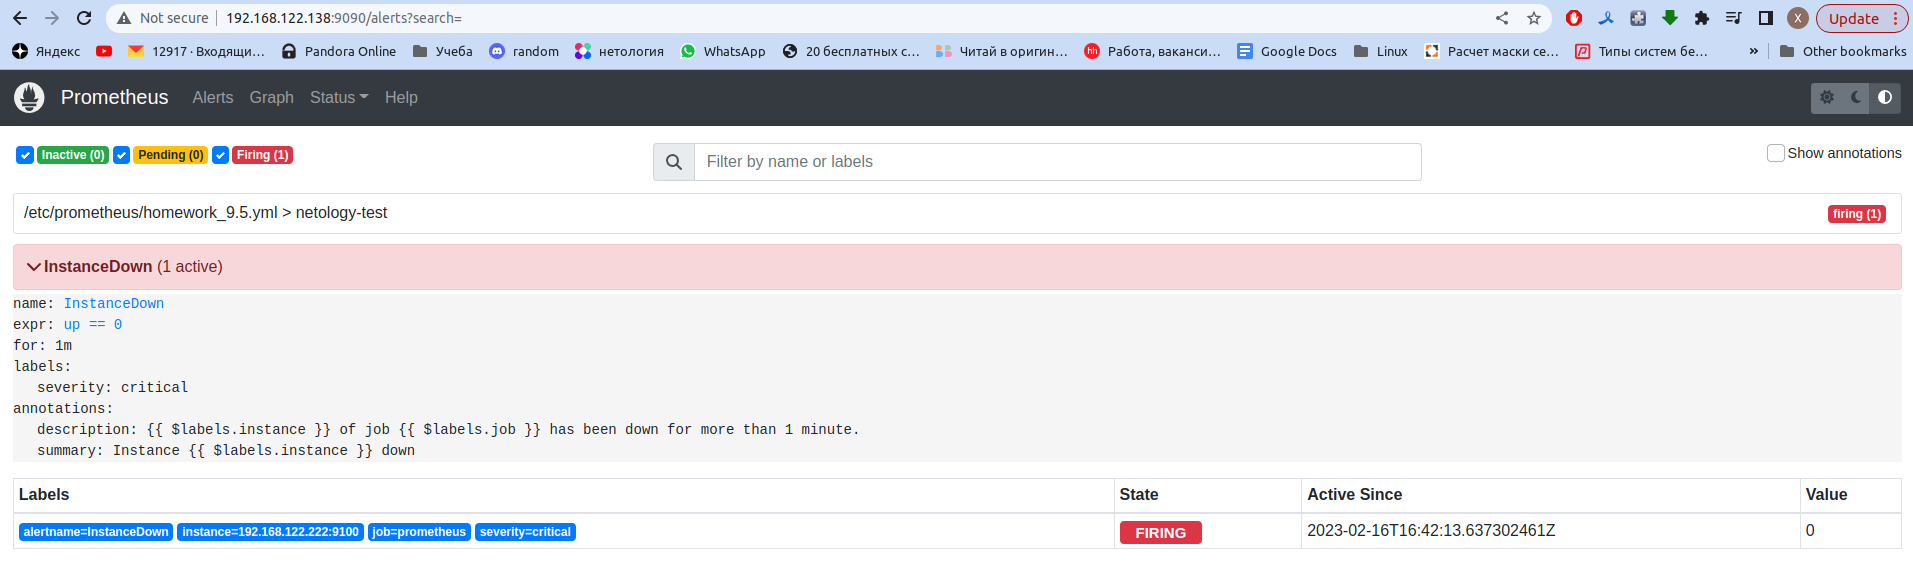 Not secure 192.168.122.138:9090/alerts?search= X Update
Яндекс 12917 · Входящи… Pandora Online Учеба random нетология WhatsApp 20 бесплатных с… Читай в оригин… hh Работа, ваканси… Google Docs Linux Расчет маски се… Типы систем бе… » Other bookmarks
Prometheus Alerts Graph Status Help
Inactive (0) Pending (0) Firing (1) Filter by name or labels Show annotations
/etc/prometheus/homework_9.5.yml > netology-test firing (1)
InstanceDown (1 active)
name: InstanceDown
expr: up == 0
for: 1m
labels:
severity: critical
annotations:
description: {{ $labels.instance }} of job {{ $labels.job }} has been down for more than 1 minute.
summary: Instance {{ $labels.instance }} down
Labels State Active Since Value
alertname=InstanceDown instance=192.168.122.222:9100 job=prometheus severity=critical FIRING 2023-02-16T16:42:13.637302461Z 0